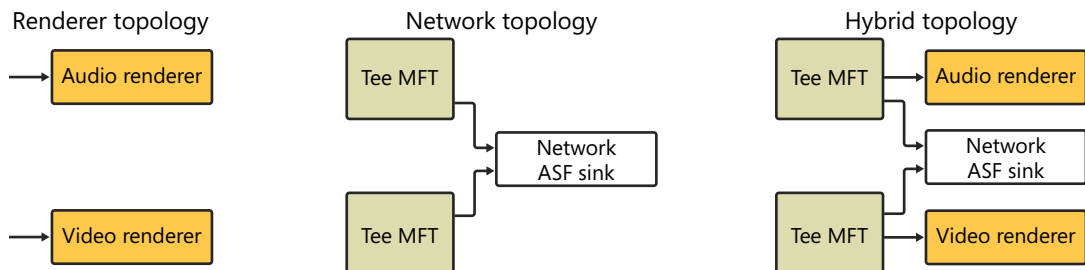 Renderer topology
Audio renderer
Video renderer
Network topology
Tee MFT
Network
ASF sink
Tee MFT
Hybrid topology
Tee MFT
Audio renderer
Network
ASF sink
Tee MFT
Video renderer